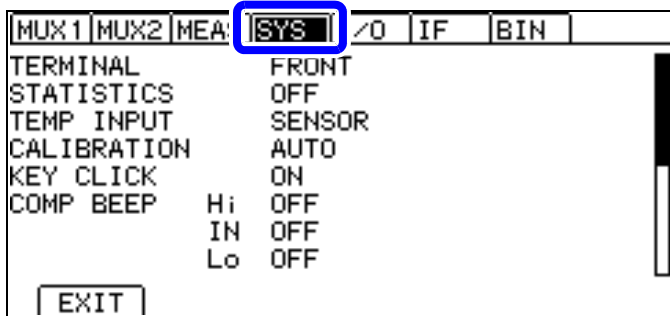 MUX1 MUX2 MEA SYS /O IF BIN
TERMINAL FRONT
STATISTICS OFF
TEMP INPUT SENSOR
CALIBRATION AUTO
KEY CLICK ON
COMP BEEP Hi OFF
IN OFF
Lo OFF
EXIT